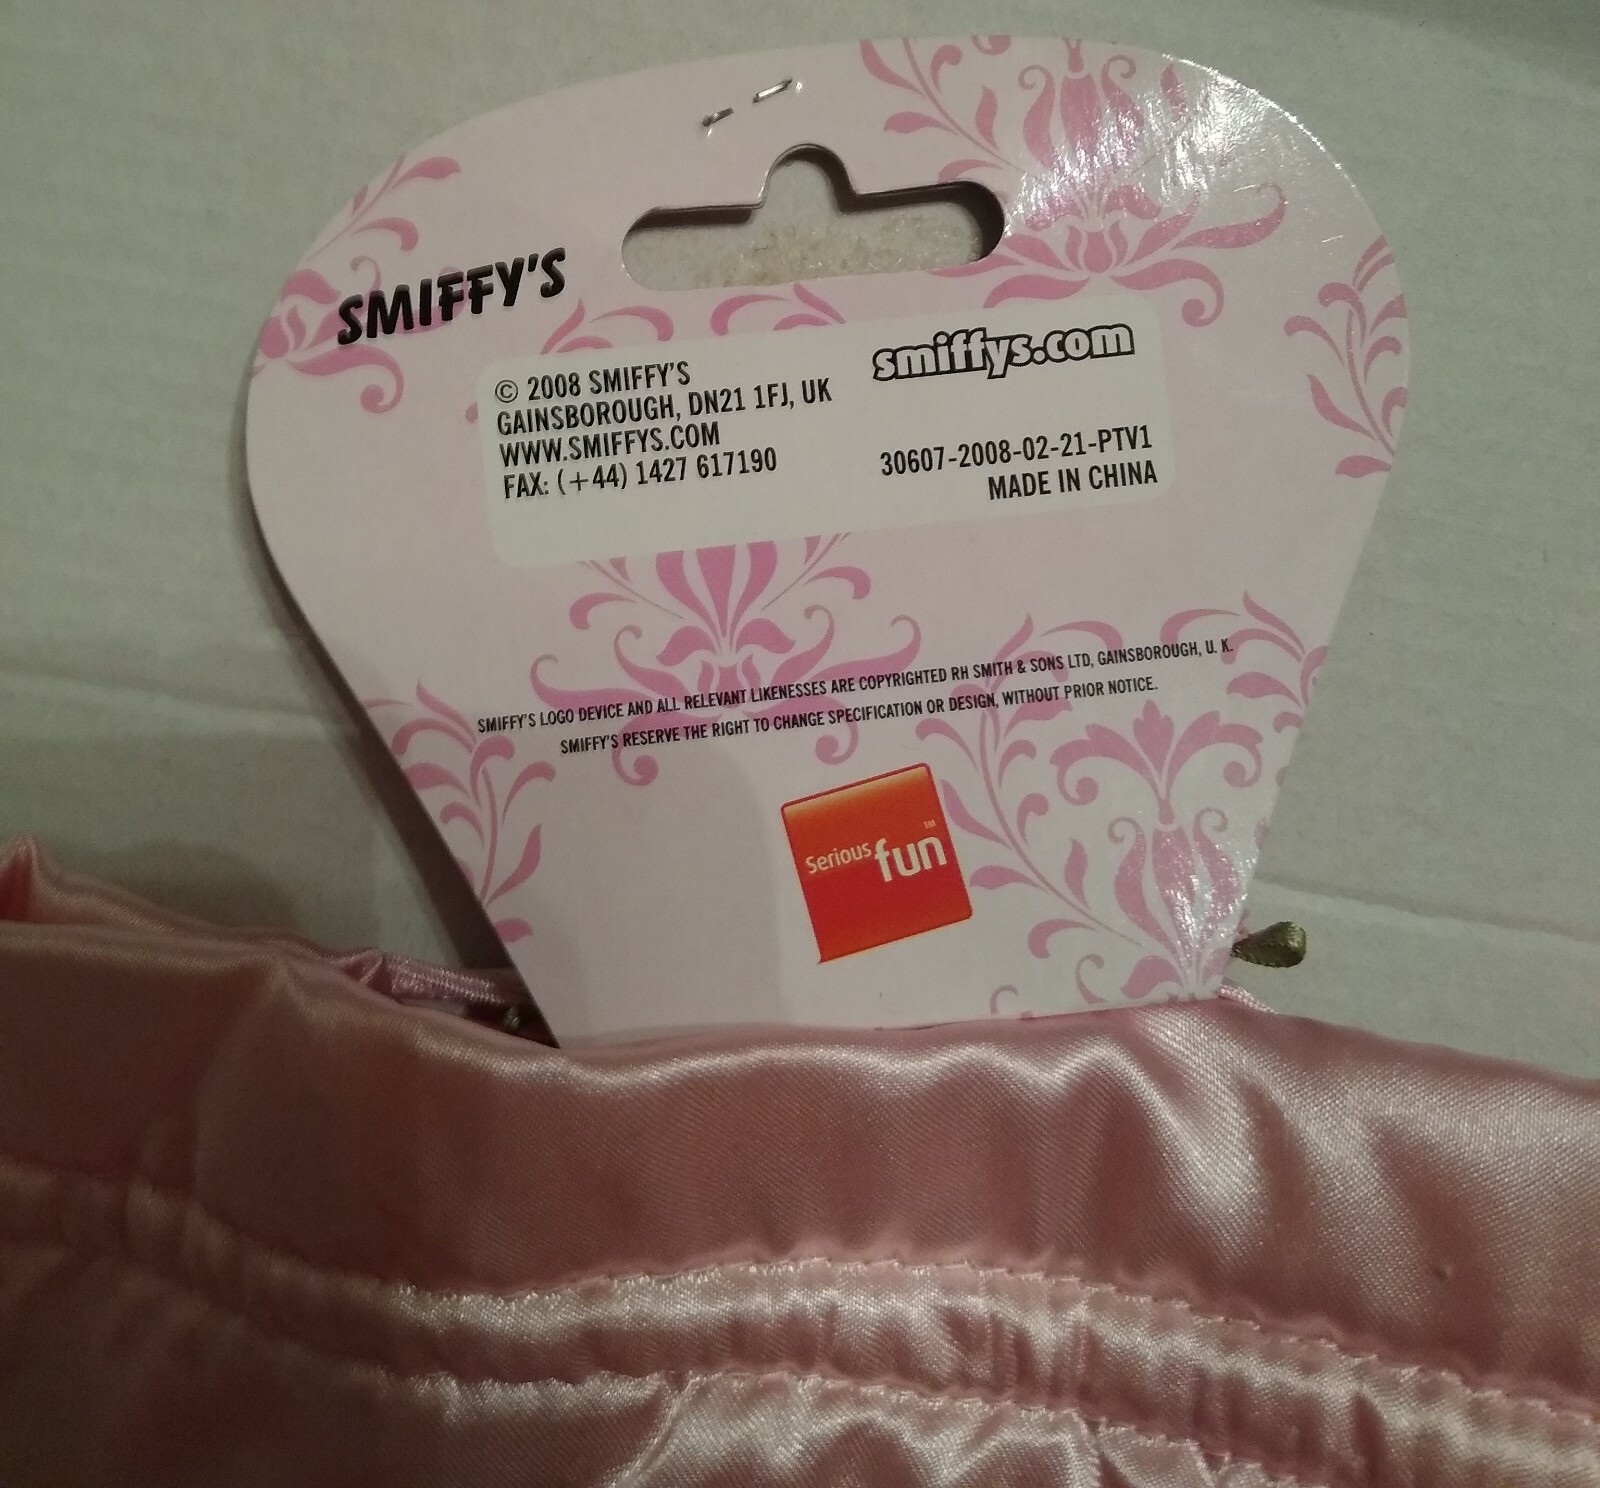 SMIFFY'S
© 2008 SMIFFY'S
GAINSBOROUGH, DN21 1FJ, UK
WWW.SMIFFYS.COM
FAX: (+44) 1427 617190
smiffys.com
30607-2008-02-21-PTV1
MADE IN CHINA
SMIFFY'S LOGO DEVICE AND ALL RELEVANT LIKENESSES ARE COPYRIGHTED RH SMITH & SONS LTD, GAINSBOROUGH, U. K.
SMIFFY'S RESERVE THE RIGHT TO CHANGE SPECIFICATION OR DESIGN, WITHOUT PRIOR NOTICE.
Serious fun ™